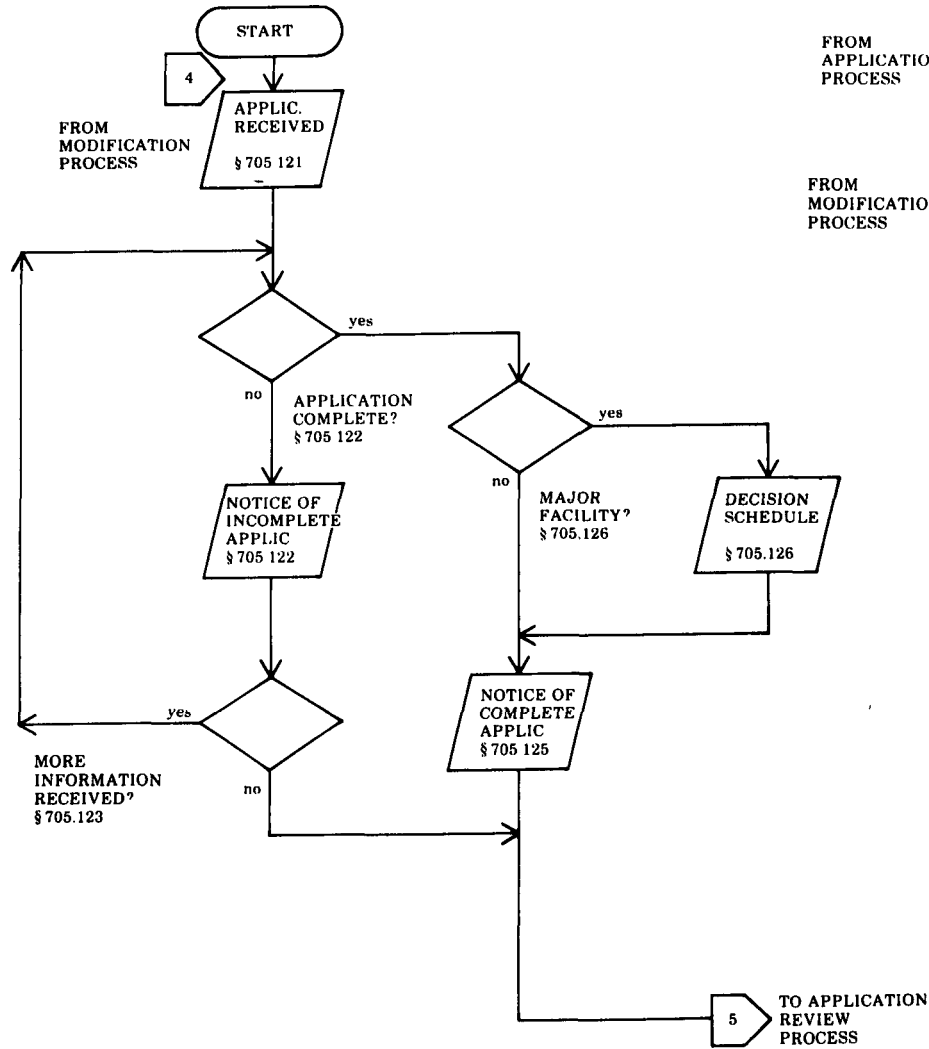 START
4
APPLIC.
RECEIVED
§ 705 121
FROM
MODIFICATION
PROCESS
FROM
APPLICATIO
PROCESS
FROM
MODIFICATIO
PROCESS
yes
no
APPLICATION
COMPLETE?
§ 705 122
yes
no
MAJOR
FACILITY?
§ 705.126
DECISION
SCHEDULE
§ 705.126
NOTICE OF
INCOMPLETE
APPLIC
§ 705 122
NOTICE OF
COMPLETE
APPLIC
§ 705 125
yes
no
MORE
INFORMATION
RECEIVED?
§ 705.123
5
TO APPLICATION
REVIEW
PROCESS